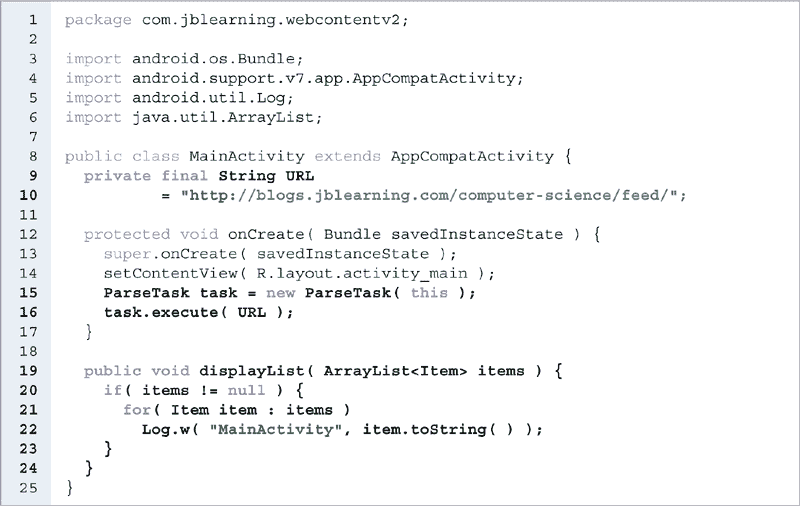 1 package com.jblearning.webcontentv2;
2
3 import android.os.Bundle;
4 import android.support.v7.app.AppCompatActivity;
5 import android.util.Log;
6 import java.util.ArrayList;
7
8 public class MainActivity extends AppCompatActivity {
9 private final String URL
10 = "http://blogs.jblearning.com/computer-science/feed/";
11
12 protected void onCreate( Bundle savedInstanceState ) {
13 super.onCreate( savedInstanceState );
14 setContentView( R.layout.activity_main );
15 ParseTask task = new ParseTask( this );
16 task.execute( URL );
17 }
18
19 public void displayList( ArrayList<Item> items ) {
20 if( items != null ) {
21 for( Item item : items )
22 Log.w( "MainActivity", item.toString( ) );
23 }
24 }
25 }